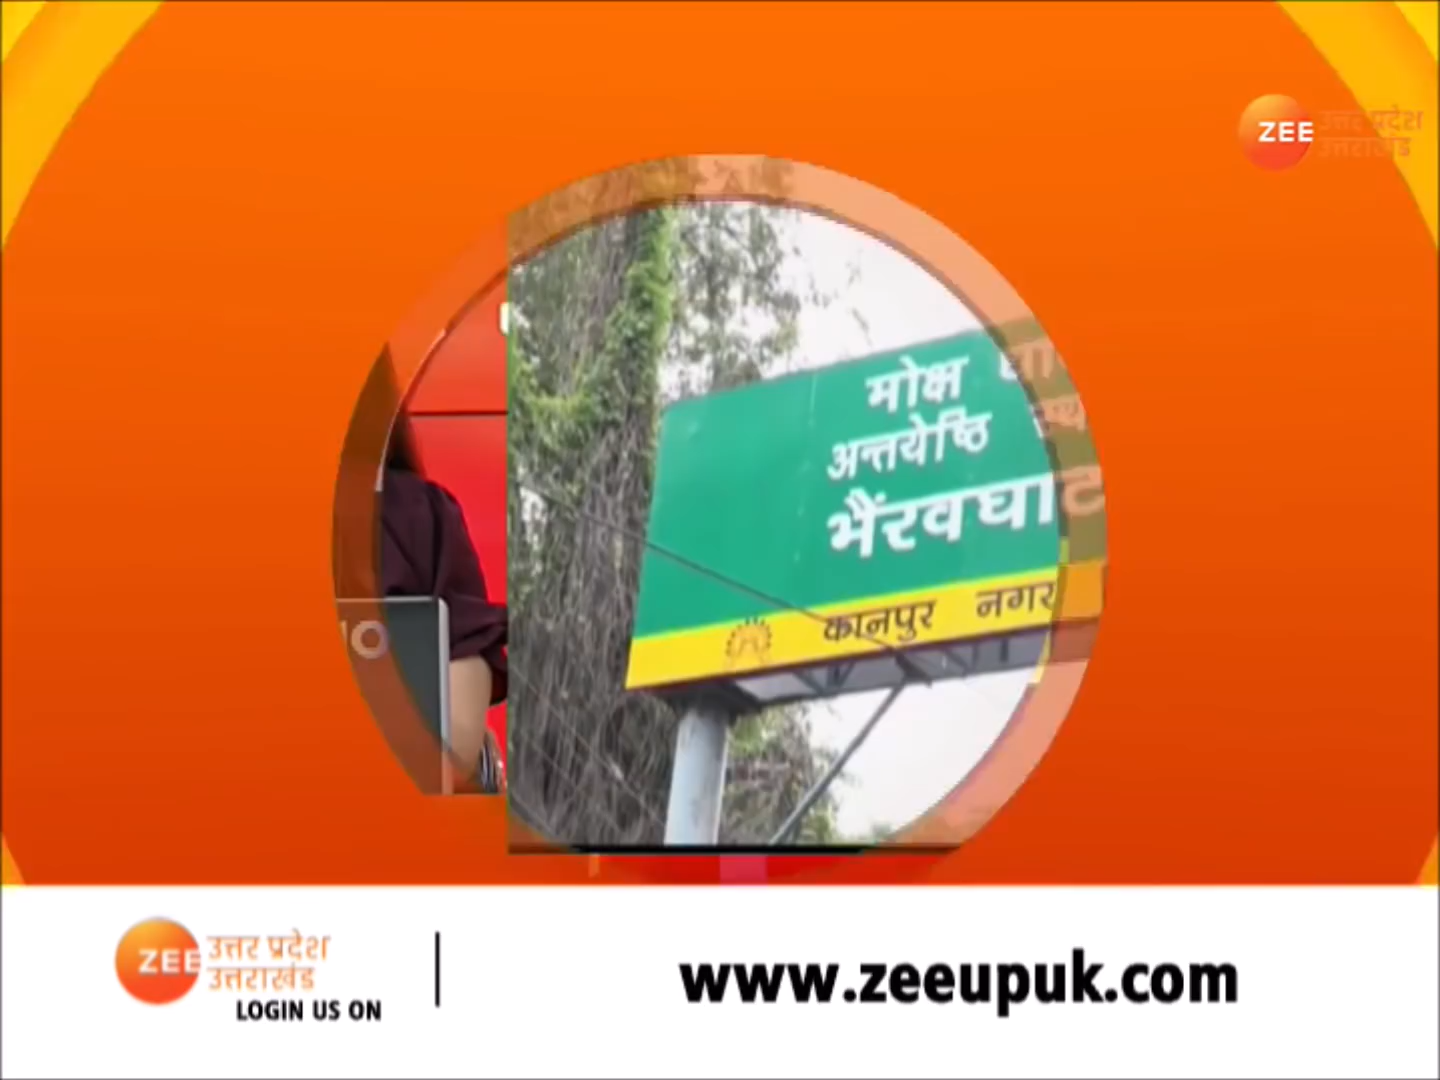 ZEE उत्तर प्रदेश
उत्तराखंड
मोक्ष
अन्तयेष्ठि
भैंरवघाट
कानपुर नगर
ZEE उत्तर प्रदेश
उत्तराखंड
LOGIN US ON
www.zeeupuk.com